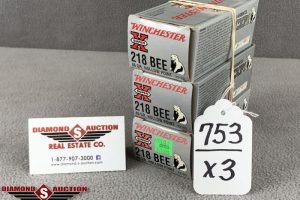 WINCHESTER
X
218 BEE
WINCHESTER
X
218 BEE
WINCHESTER
218 BEE
753
x 3
DIAMOND S AUCTION
REAL ESTATE CO.
1-877-907-3000
DIAMOND S AUCTION